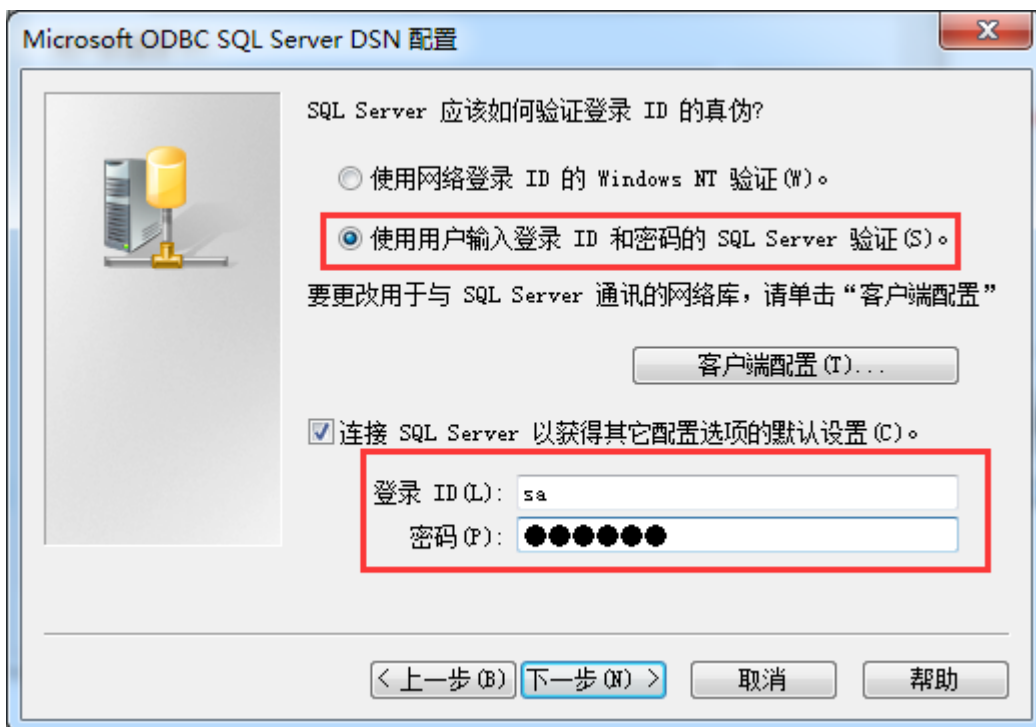 Microsoft ODBC SQL Server DSN 配置
SQL Server 应该如何验证登录 ID 的真伪?
使用网络登录 ID 的 Windows NT 验证(W)。
使用用户输入登录 ID 和密码的 SQL Server 验证(S)。
要更改用于与 SQL Server 通讯的网络库，请单击“客户端配置”
客户端配置(T)...
连接 SQL Server 以获得其它配置选项的默认设置(C)。
登录 ID(L): sa
密码(P): ●●●●●●
< 上一步(B) 下一步(N) > 取消 帮助